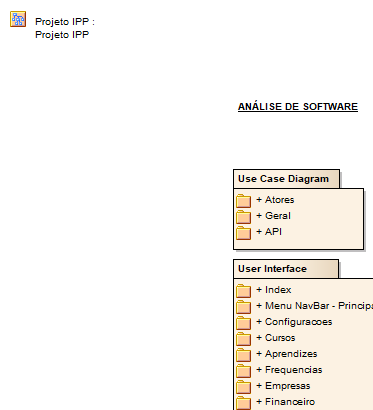 Projeto IPP :
Projeto IPP
ANÁLISE DE SOFTWARE
Use Case Diagram
+ Atores
+ Geral
+ API
User Interface
+ Index
+ Menu NavBar - Principa
+ Configuracoes
+ Cursos
+ Aprendizes
+ Frequencias
+ Empresas
+ Financeiro